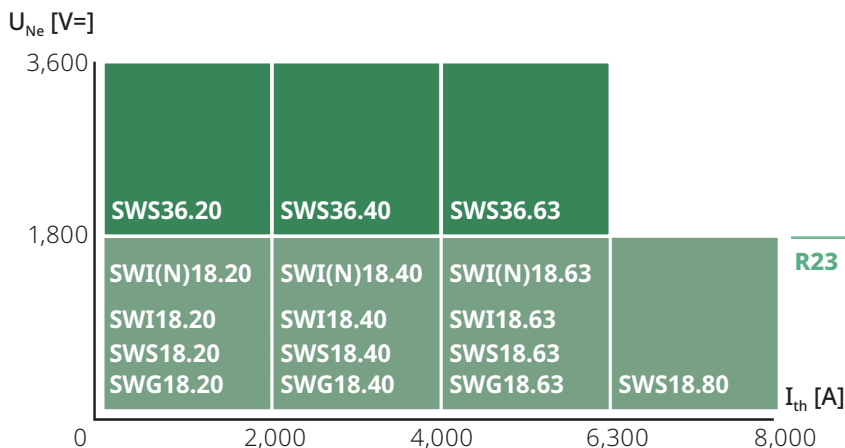 U_Ne [V=]
3,600
SWS36.20 SWS36.40 SWS36.63
1,800
R23
SWI(N)18.20 SWI(N)18.40 SWI(N)18.63
SWI18.20 SWI18.40 SWI18.63
SWS18.20 SWS18.40 SWS18.63
SWG18.20 SWG18.40 SWG18.63 SWS18.80
I_th [A]
0 2,000 4,000 6,300 8,000